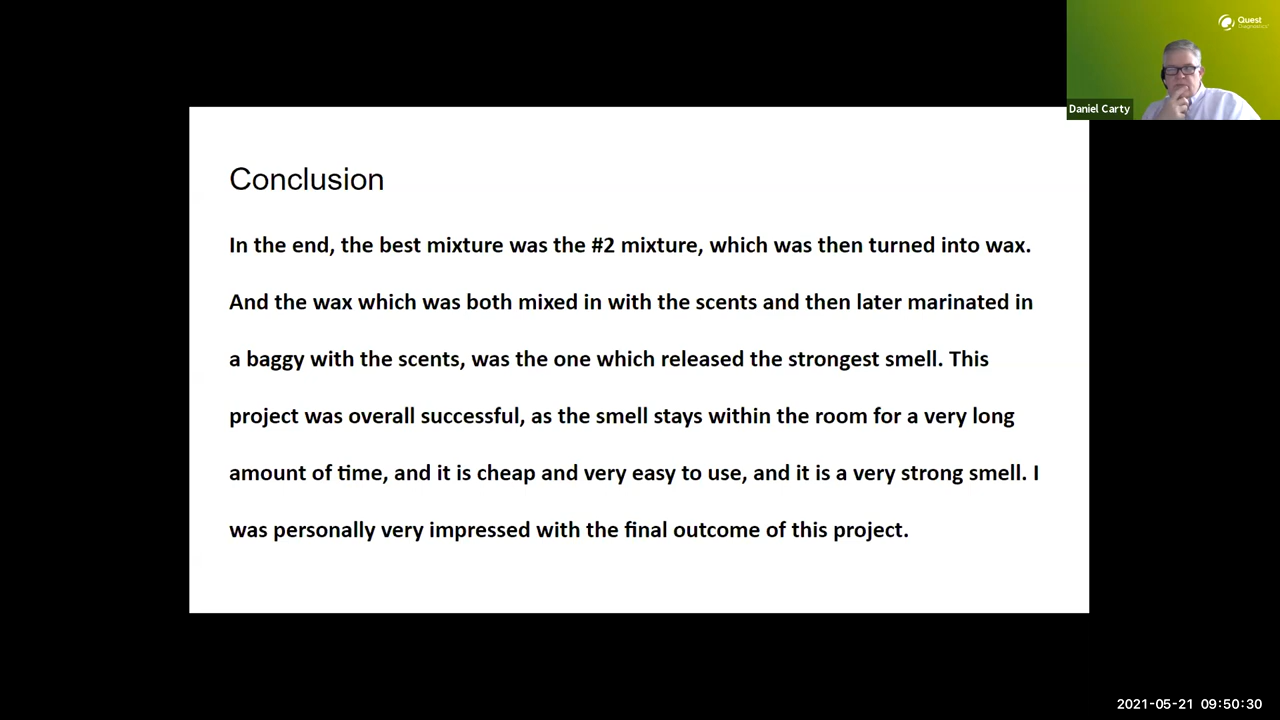 Quest
Diagnostics
Daniel Carty
Conclusion
In the end, the best mixture was the #2 mixture, which was then turned into wax.
And the wax which was both mixed in with the scents and then later marinated in
a baggy with the scents, was the one which released the strongest smell. This
project was overall successful, as the smell stays within the room for a very long
amount of time, and it is cheap and very easy to use, and it is a very strong smell. I
was personally very impressed with the final outcome of this project.
2021-05-21 09:50:30